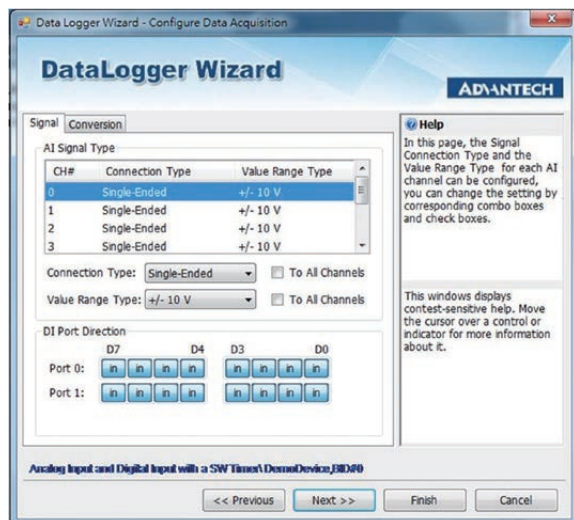 Data Logger Wizard - Configure Data Acquisition
DataLogger Wizard
ADVANTECH
Signal Conversion
AI Signal Type
CH# Connection Type Value Range Type
0 Single-Ended +/- 10 V
1 Single-Ended +/- 10 V
2 Single-Ended +/- 10 V
3 Single-Ended +/- 10 V
Connection Type: Single-Ended To All Channels
Value Range Type: +/- 10 V To All Channels
DI Port Direction
D7 D4 D3 D0
Port 0: in in in in in in in in
Port 1: in in in in in in in in
Help
In this page, the Signal
Connection Type and the
Value Range Type for each AI
channel can be configured,
you can change the setting by
corresponding combo boxes
and check boxes.
This windows displays
contest-sensitive help. Move
the cursor over a control or
indicator for more information
about it.
Analog Input and Digital Input with a SW Timer\DemoDevice,BID#0
<< Previous Next >> Finish Cancel